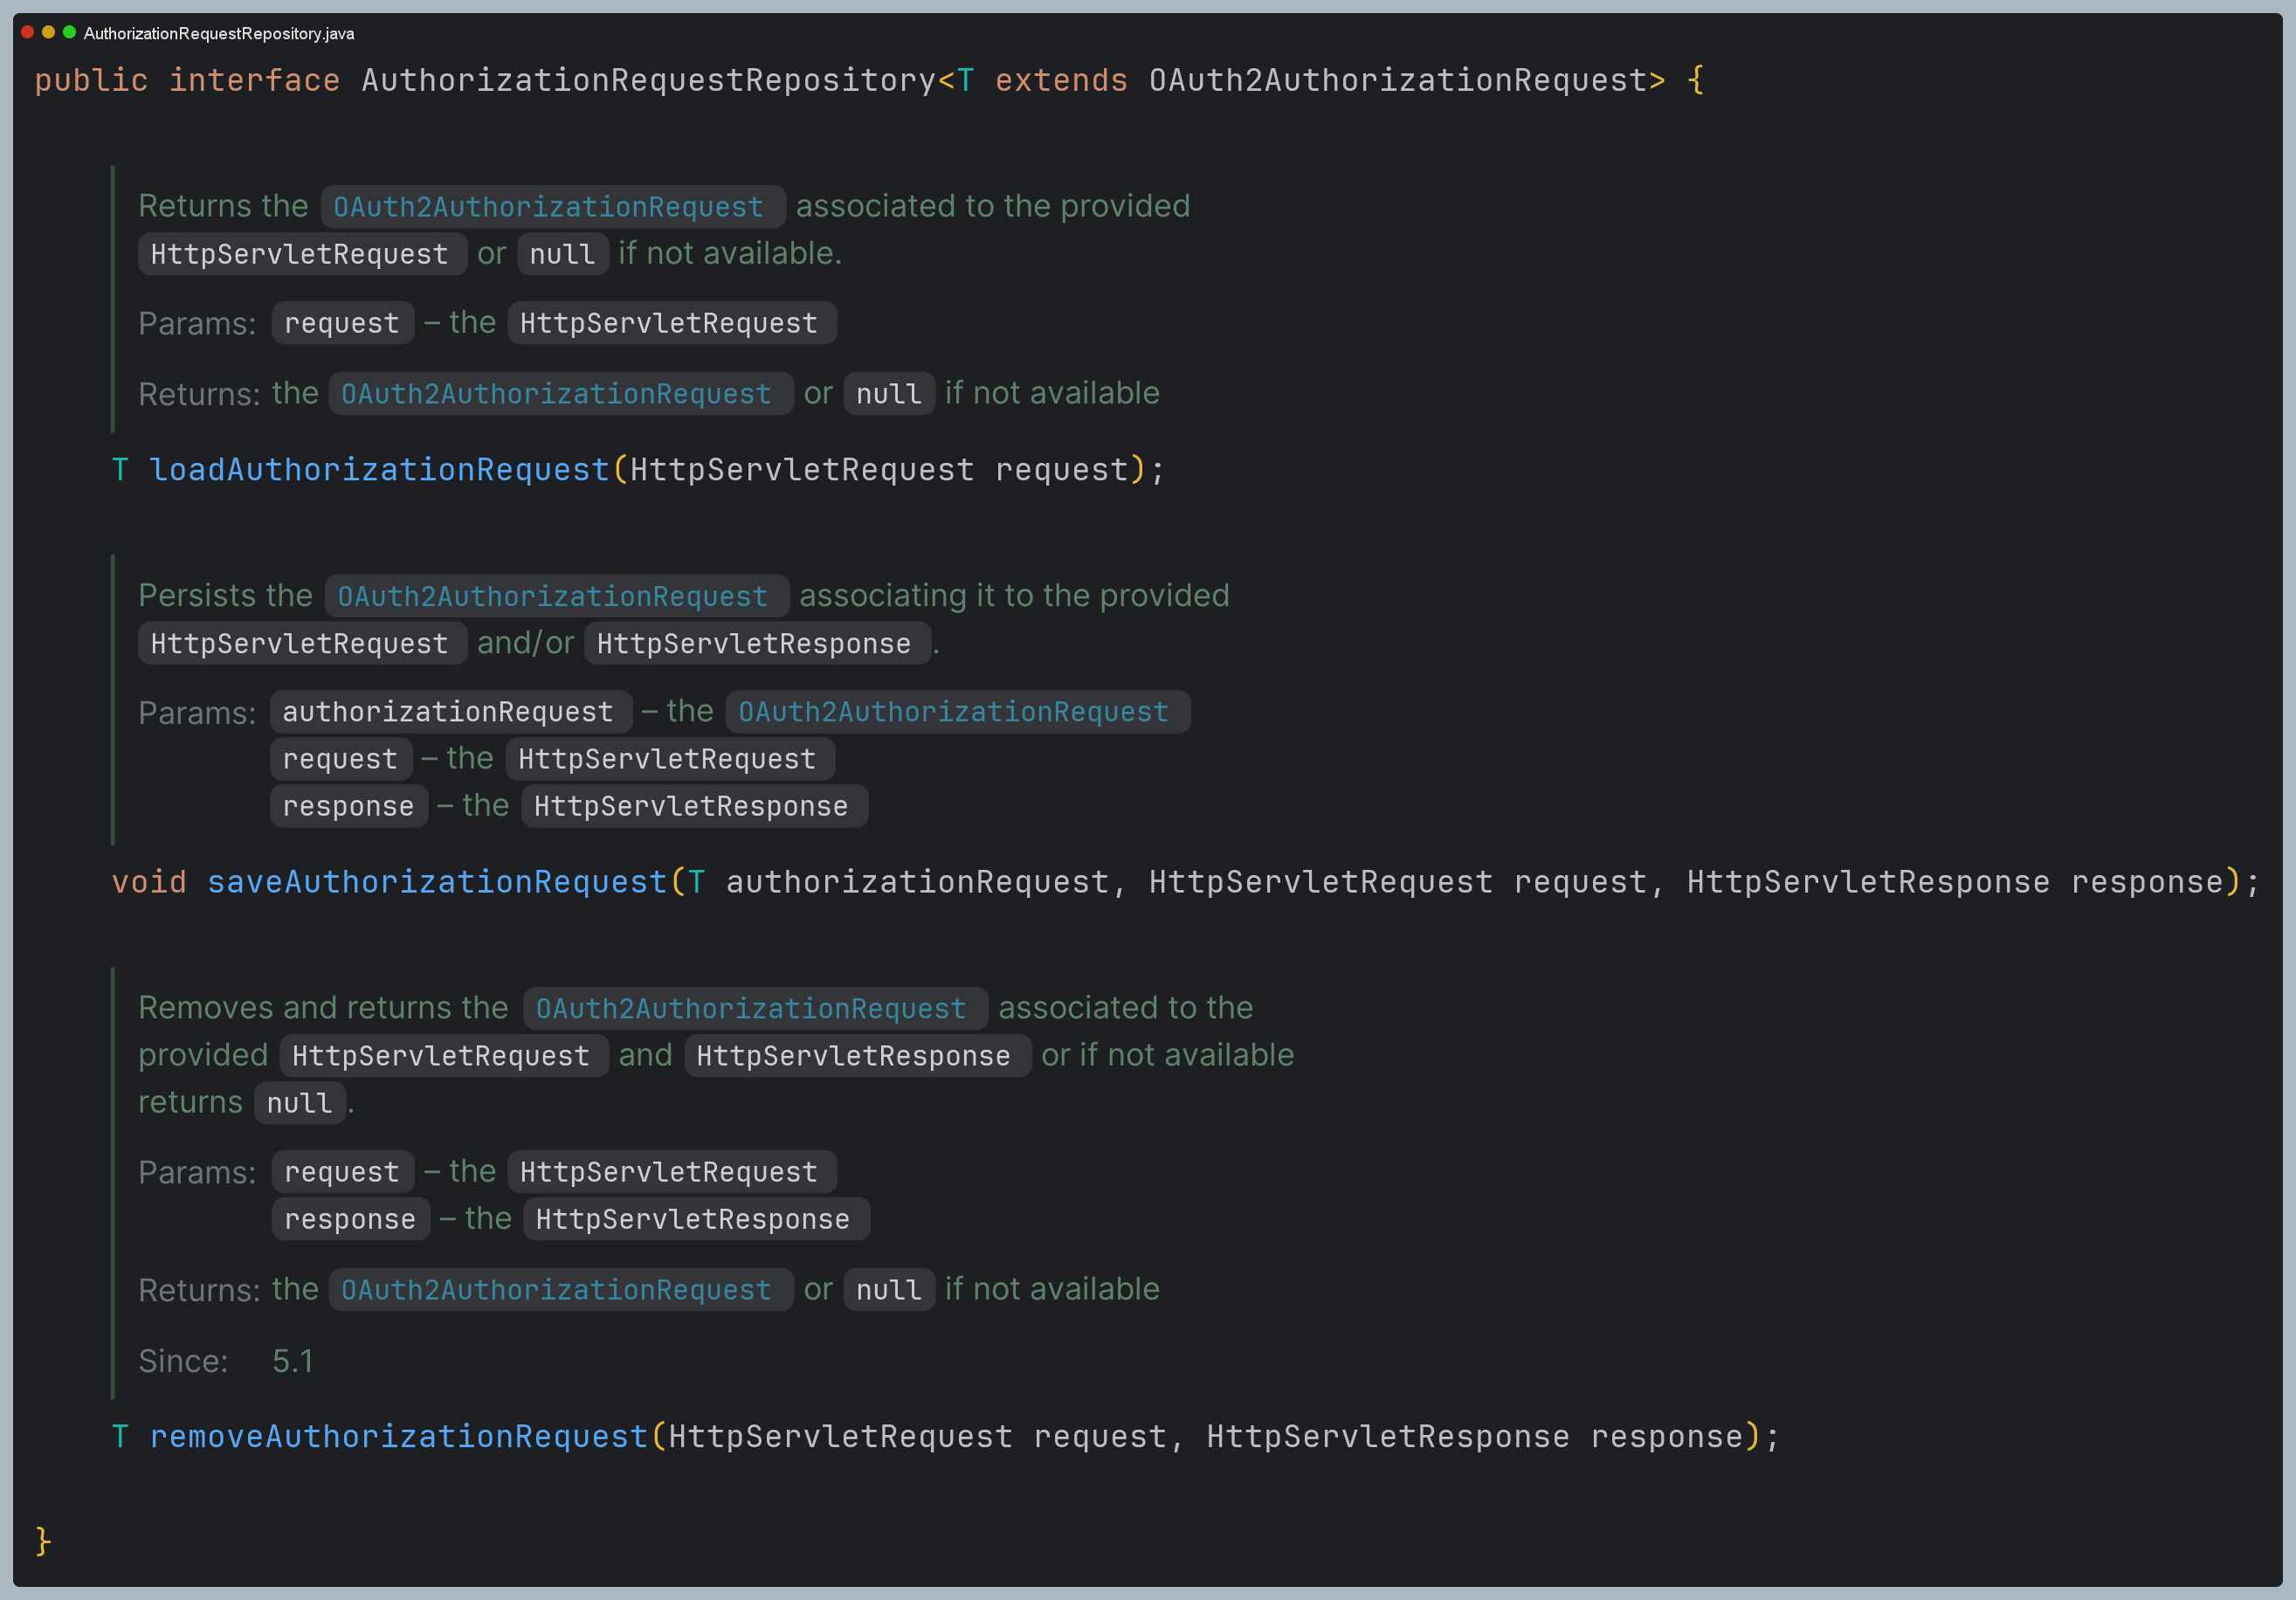 AuthorizationRequestRepository.java
public interface AuthorizationRequestRepository<T extends OAuth2AuthorizationRequest> {
Returns the OAuth2AuthorizationRequest associated to the provided
HttpServletRequest or null if not available.
Params: request – the HttpServletRequest
Returns: the OAuth2AuthorizationRequest or null if not available
T loadAuthorizationRequest(HttpServletRequest request);
Persists the OAuth2AuthorizationRequest associating it to the provided
HttpServletRequest and/or HttpServletResponse.
Params: authorizationRequest – the OAuth2AuthorizationRequest
request – the HttpServletRequest
response – the HttpServletResponse
void saveAuthorizationRequest(T authorizationRequest, HttpServletRequest request, HttpServletResponse response);
Removes and returns the OAuth2AuthorizationRequest associated to the
provided HttpServletRequest and HttpServletResponse or if not available
returns null.
Params: request – the HttpServletRequest
response – the HttpServletResponse
Returns: the OAuth2AuthorizationRequest or null if not available
Since: 5.1
T removeAuthorizationRequest(HttpServletRequest request, HttpServletResponse response);
}